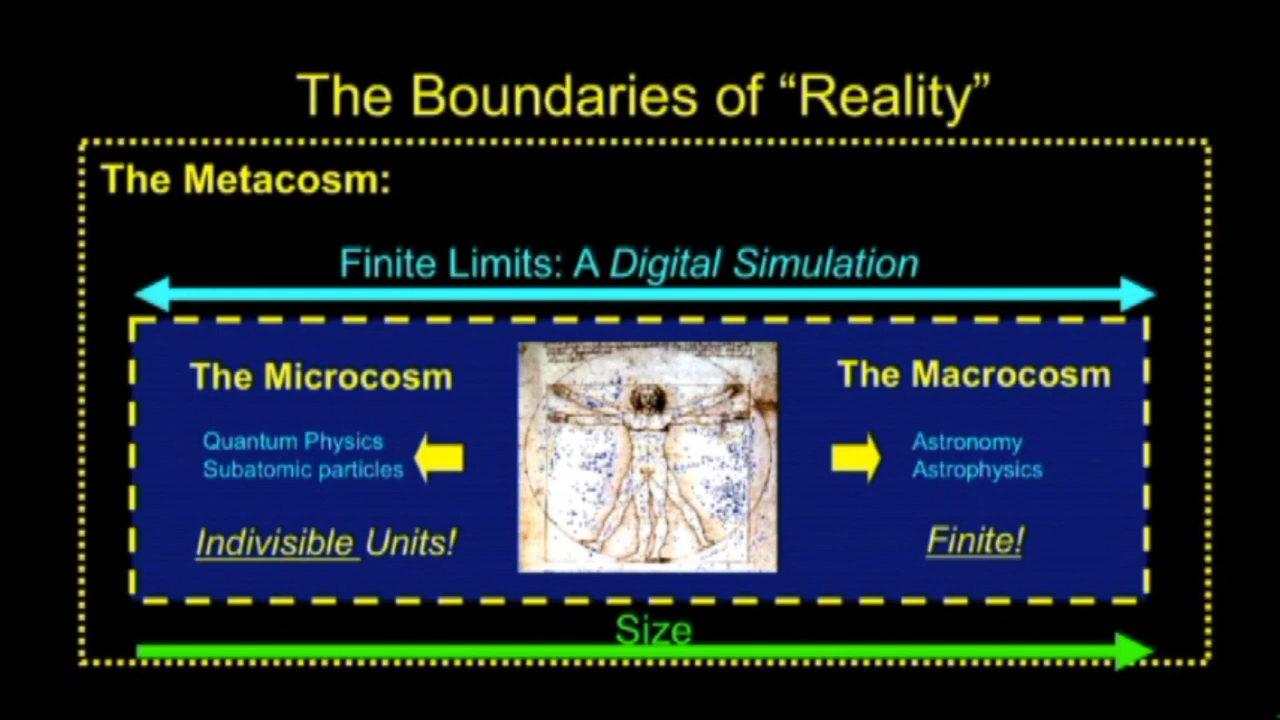 The Boundaries of “Reality”
The Metacosm:
Finite Limits: A Digital Simulation
The Microcosm
The Macrocosm
Quantum Physics
Subatomic particles
Astronomy
Astrophysics
Indivisible Units!
Finite!
Size